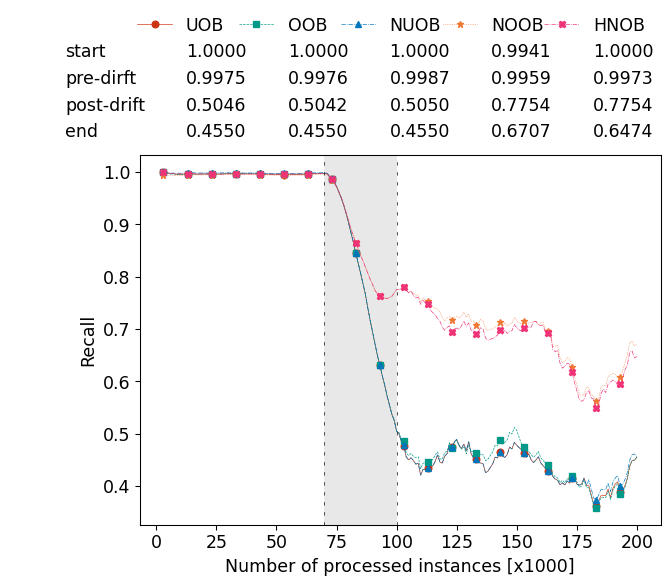 UOB OOB NUOB NOOB HNOB
start 1.0000 1.0000 1.0000 0.9941 1.0000
pre-dirft 0.9975 0.9976 0.9987 0.9959 0.9973
post-drift 0.5046 0.5042 0.5050 0.7754 0.7754
end 0.4550 0.4550 0.4550 0.6707 0.6474
1.0
0.9
0.8
0.7
0.6
0.5
0.4
Recall
0 25 50 75 100 125 150 175 200
Number of processed instances [x1000]